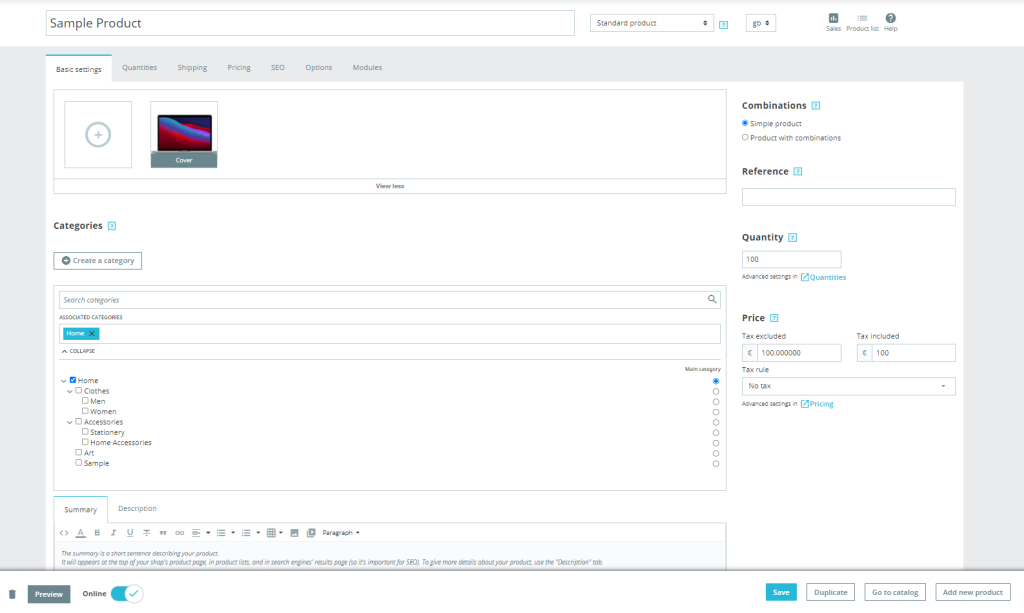 Sample Product
Standard product
?
gb
Sales
Product list
?
Help
Basic settings
Quantities
Shipping
Pricing
SEO
Options
Modules
Cover
View less
Categories ?
Create a category
Search categories
ASSOCIATED CATEGORIES
Home ✕
COLLAPSE
Main category
Home
Clothes
Men
Women
Accessories
Stationery
Home Accessories
Art
Sample
Combinations ?
Simple product
Product with combinations
Reference ?
Quantity ?
100
Advanced settings in Quantities
Price ?
Tax excluded
Tax included
€ 100.000000
€ 100
Tax rule
No tax
Advanced settings in Pricing
Summary
Description
<> A B I U T Paragraph
The summary is a short sentence describing your product.
It will appears at the top of your shop's product page, in product lists, and in search engines' results page (so it's important for SEO). To give more details about your product, use the "Description" tab.
Preview
Online
Save
Duplicate
Go to catalog
Add new product